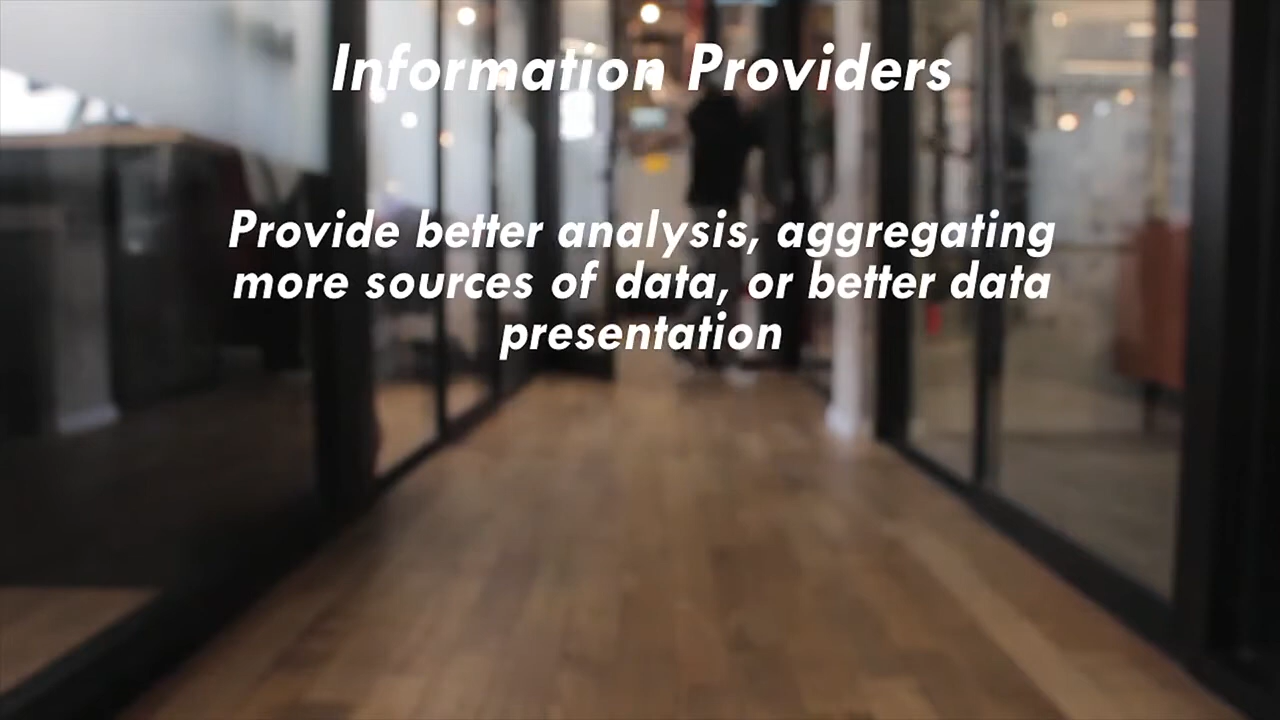 Information Providers
Provide better analysis, aggregating
more sources of data, or better data
presentation